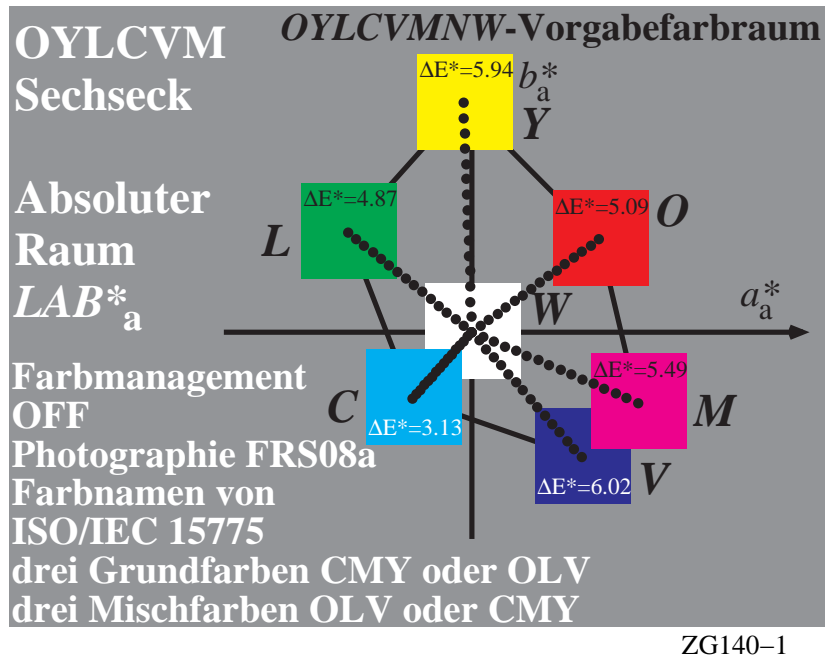 OYLCVM
Sechseck
OYLCVMNW-Vorgabefarbraum
ΔE*=5.94
b*a
Y
Absoluter
Raum
LAB*a
ΔE*=4.87
L
ΔE*=5.09
O
W
a*a
Farbmanagement
OFF
Photographie FRS08a
Farbnamen von
ISO/IEC 15775
drei Grundfarben CMY oder OLV
drei Mischfarben OLV oder CMY
C
ΔE*=3.13
ΔE*=5.49
M
ΔE*=6.02
V
ZG140–1